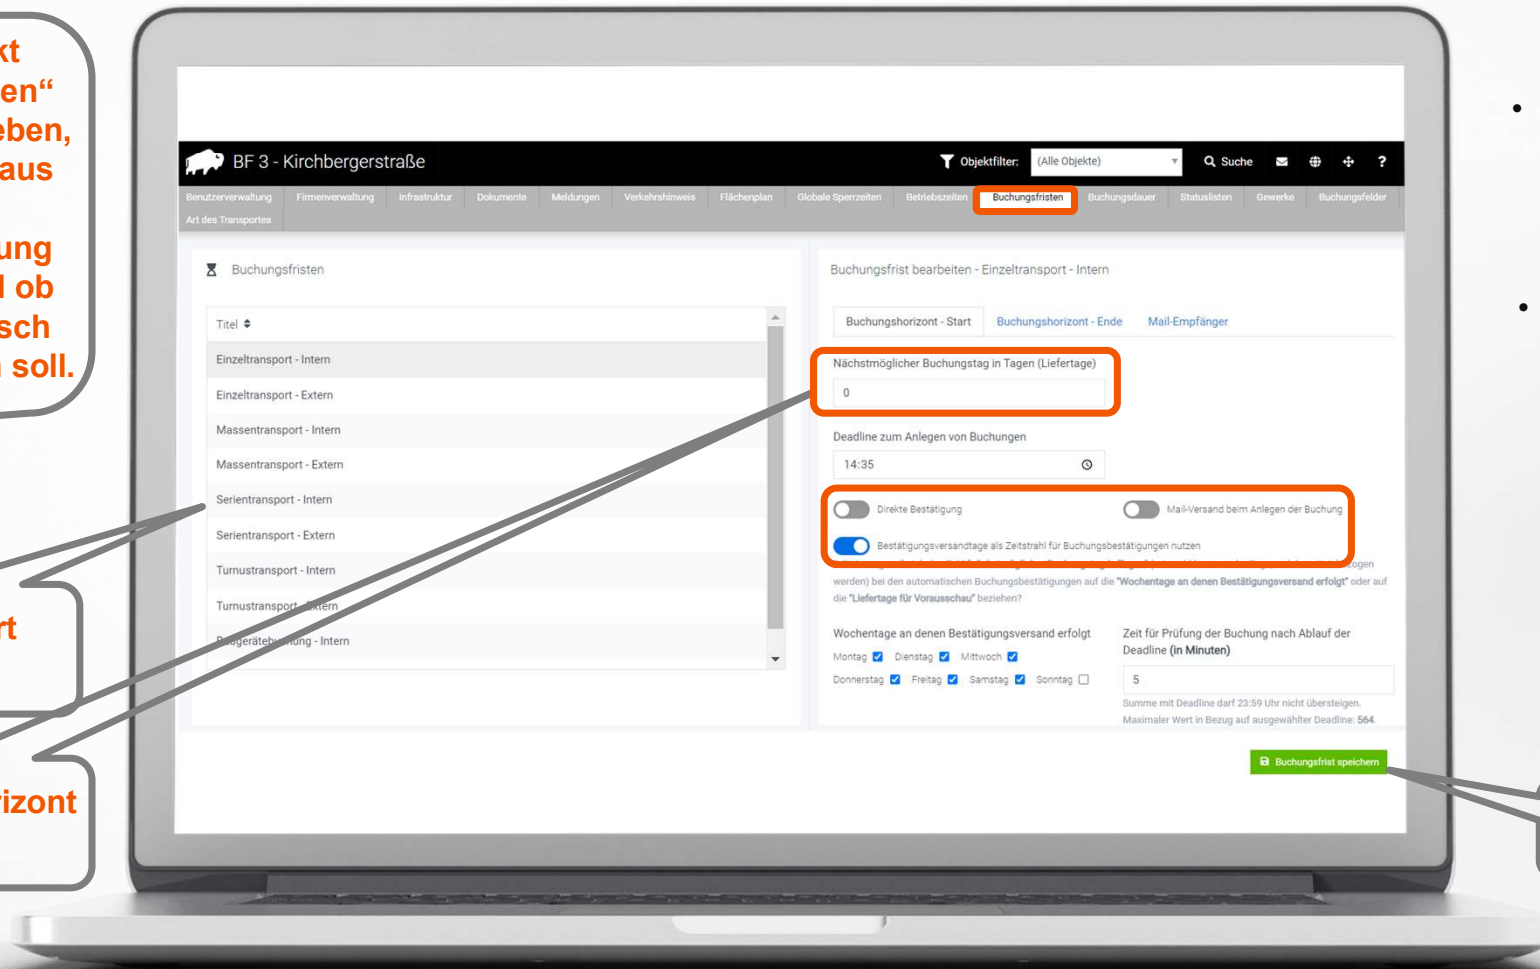 kt
en“
eben,
aus
ung
l ob
sch
n soll.
rt
rizont
BF 3 - Kirchbergerstraße
Objektfilter:
(Alle Objekte)
Suche
?
Benutzerverwaltung
Firmenverwaltung
Infrastruktur
Dokumente
Meldungen
Verkehrshinweis
Flächenplan
Globale Sperrzeiten
Betriebszeiten
Buchungsfristen
Buchungsdauer
Statuslisten
Gewerke
Buchungsfelder
Art des Transportes
Buchungsfristen
Titel
Einzeltransport - Intern
Einzeltransport - Extern
Massentransport - Intern
Massentransport - Extern
Serientransport - Intern
Serientransport - Extern
Turnustransport - Intern
Turnustransport - Extern
- Intern
Buchungsfrist bearbeiten - Einzeltransport - Intern
Buchungshorizont - Start
Buchungshorizont - Ende
Mail-Empfänger
Nächstmöglicher Buchungstag in Tagen (Liefertage)
0
Deadline zum Anlegen von Buchungen
14:35
Direkte Bestätigung
Mail-Versand beim Anlegen der Buchung
Bestätigungsversandtage als Zeitstrahl für Buchungsbestätigungen nutzen
werden) bei den automatischen Buchungsbestätigungen auf die "Wochentage an denen Bestätigungsversand erfolgt" oder auf
die "Liefertage für Vorausschau" beziehen?
Wochentage an denen Bestätigungsversand erfolgt
Montag
Dienstag
Mittwoch
Donnerstag
Freitag
Samstag
Sonntag
Zeit für Prüfung der Buchung nach Ablauf der
Deadline (in Minuten)
5
Summe mit Deadline darf 23:59 Uhr nicht übersteigen.
Maximaler Wert in Bezug auf ausgewählter Deadline: 564.
Buchungsfrist speichern